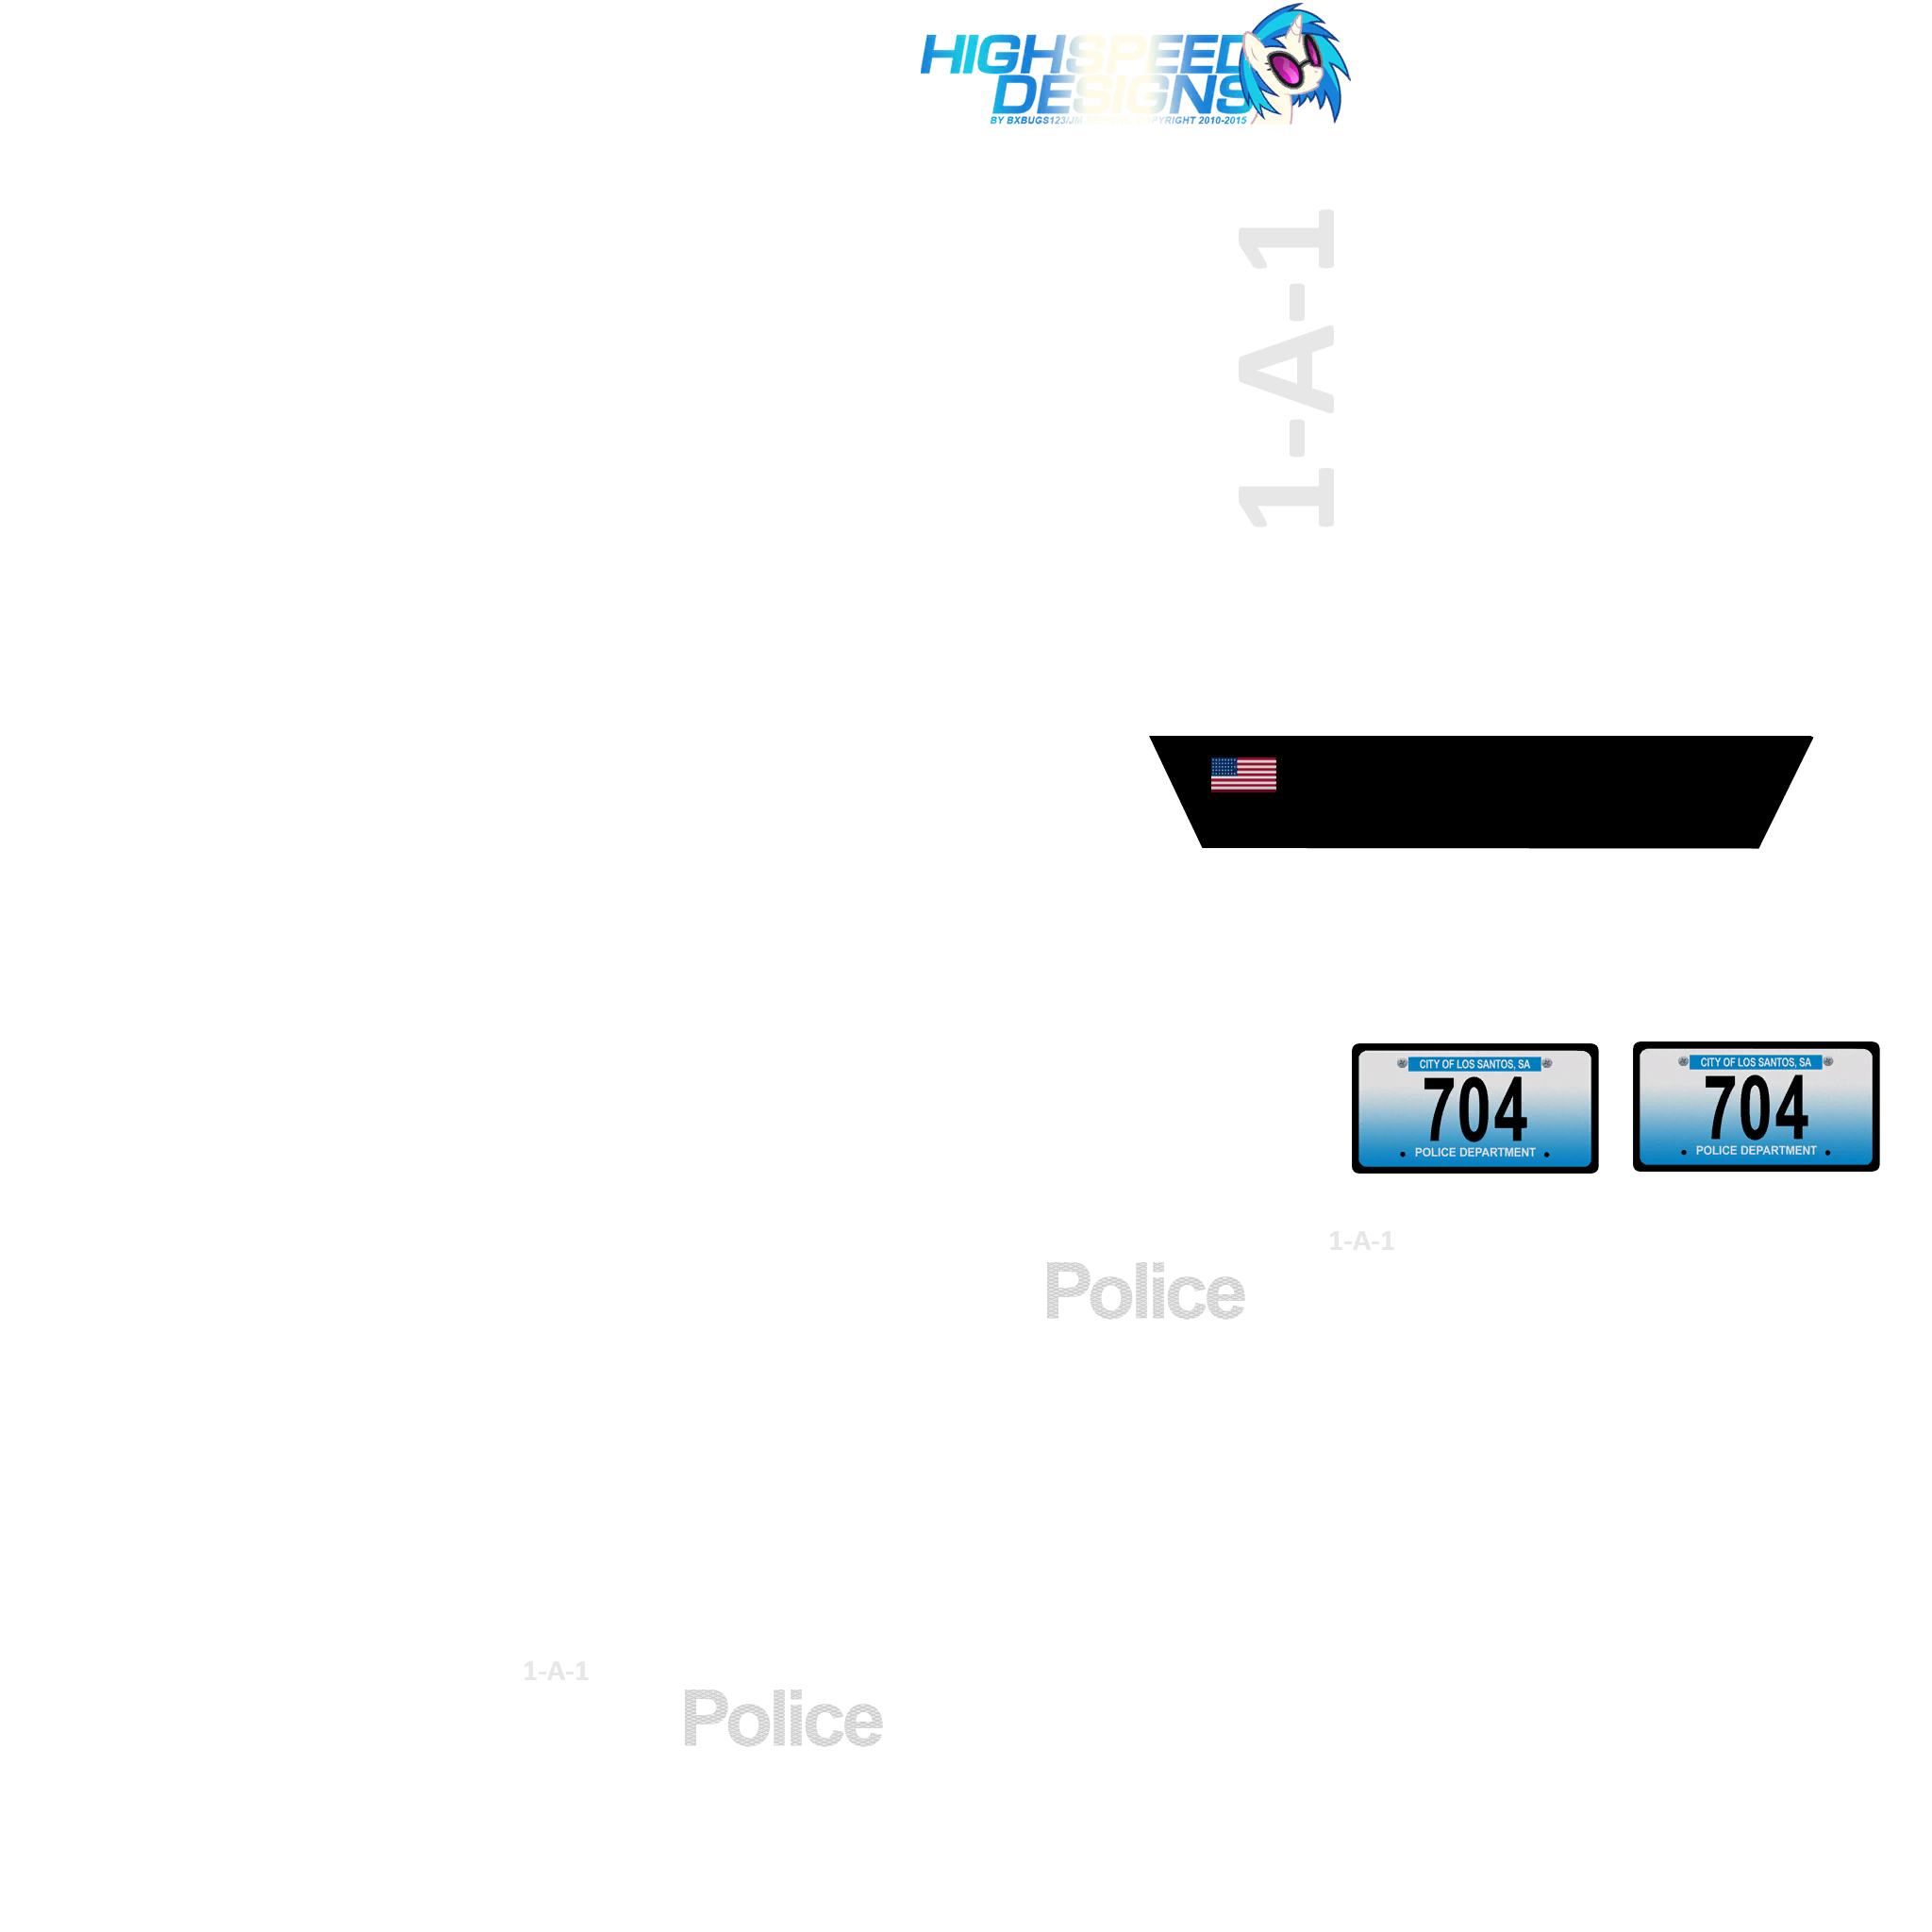 HIGHSPEED
DESIGNS
BY BXBUGS123/JM COPYRIGHT 2010-2015
1-A-1
CITY OF LOS SANTOS, SA
704
POLICE DEPARTMENT
CITY OF LOS SANTOS, SA
704
POLICE DEPARTMENT
1-A-1
Police
1-A-1
Police